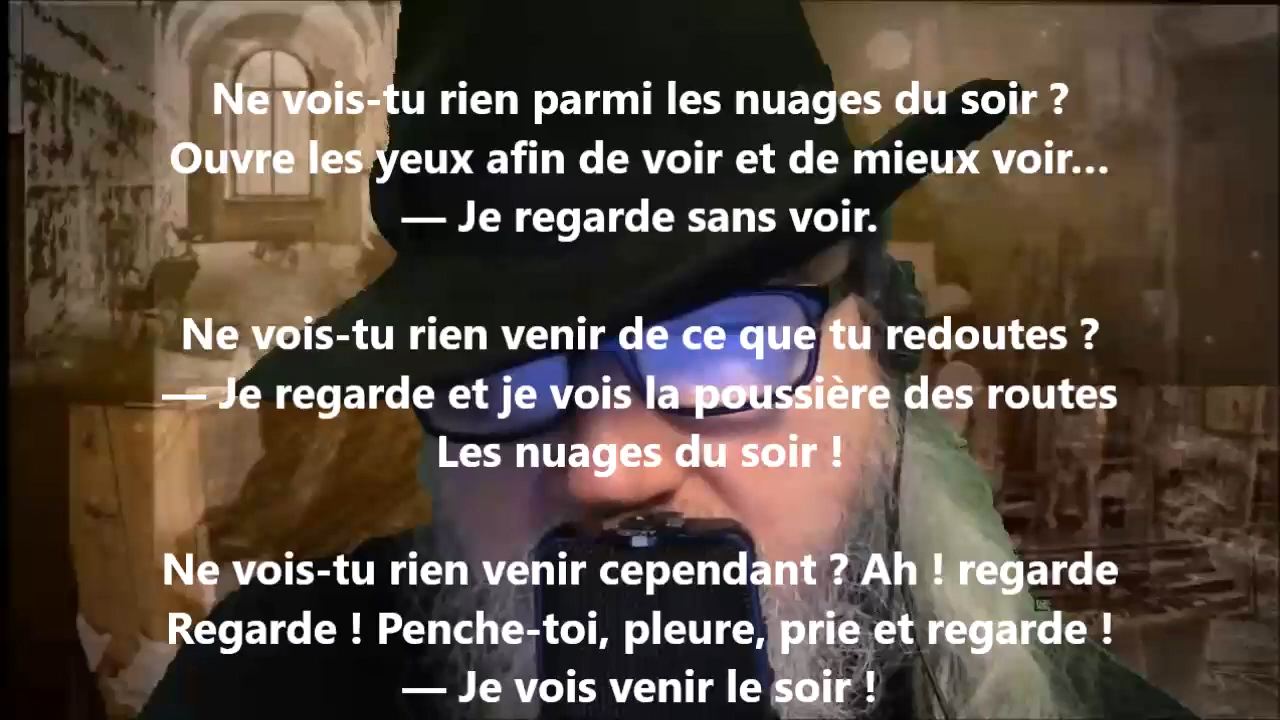 Ne vois-tu rien parmi les nuages du soir ?
Ouvre les yeux afin de voir et de mieux voir...
— Je regarde sans voir.
Ne vois-tu rien venir de ce que tu redoutes ?
— Je regarde et je vois la poussière des routes
Les nuages du soir !
Ne vois-tu rien venir cependant ? Ah ! regarde
Regarde ! Penche-toi, pleure, prie et regarde !
— Je vois venir le soir !